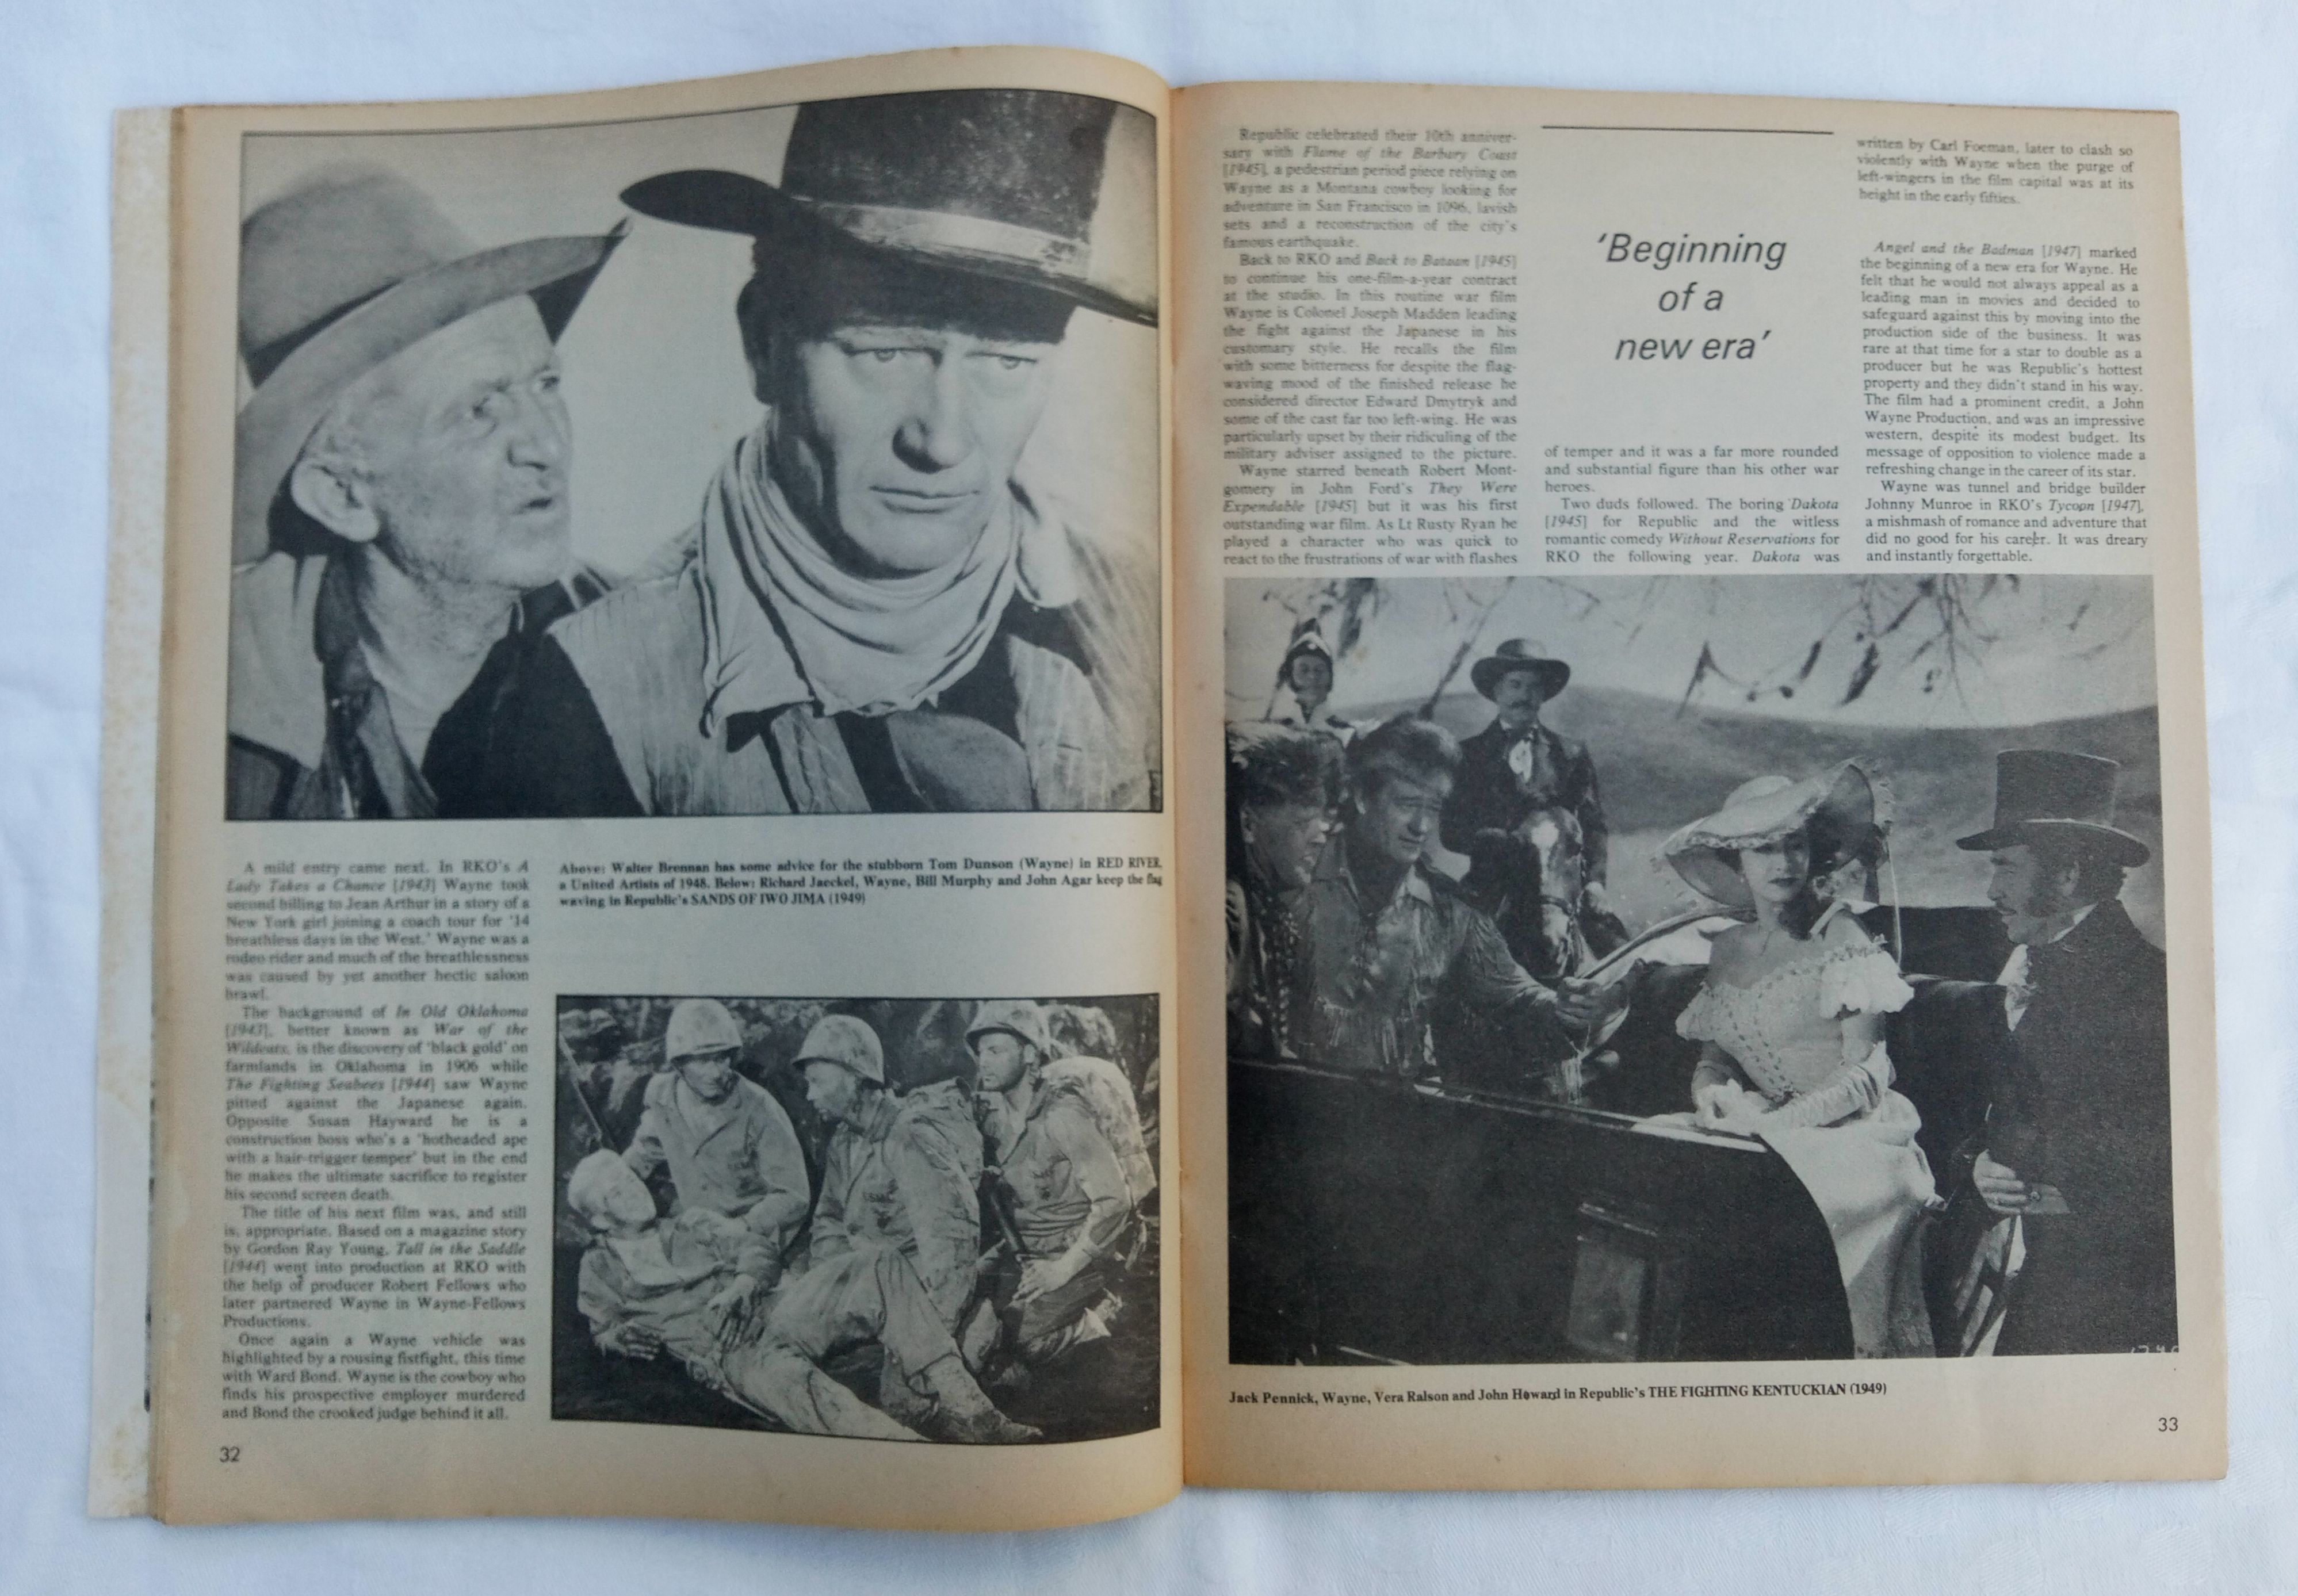 A mild entry came next. In RKO's A
Lady Takes a Chance [1943] Wayne took
second billing to Jean Arthur in a story of a
New York girl joining a coach tour for '14
breathless days in the West.' Wayne was a
rodeo rider and much of the breathlessness
was caused by yet another hectic saloon
brawl.
The background of In Old Oklahoma
[1943], better known as War of the
Wildcats, is the discovery of 'black gold' on
farmlands in Oklahoma in 1906 while
The Fighting Seabees [1944] saw Wayne
pitted against the Japanese again.
Opposite Susan Hayward he is a
construction boss who's a 'hotheaded ape
with a hair-trigger temper' but in the end
he makes the ultimate sacrifice to register
his second screen death.
The title of his next film was, and still
is, appropriate. Based on a magazine story
by Gordon Ray Young, Tall in the Saddle
[1944] went into production at RKO with
the help of producer Robert Fellows who
later partnered Wayne in Wayne-Fellows
Productions.
Once again a Wayne vehicle was
highlighted by a rousing fistfight, this time
with Ward Bond. Wayne is the cowboy who
finds his prospective employer murdered
and Bond the crooked judge behind it all.
Above: Walter Brennan has some advice for the stubborn Tom Dunson (Wayne) in RED RIVER,
a United Artists of 1948. Below: Richard Jaeckel, Wayne, Bill Murphy and John Agar keep the flag
waving in Republic's SANDS OF IWO JIMA (1949)
32
Republic celebrated their 10th anniver-
sary with Flame of the Barbary Coast
[1945], a pedestrian period piece relying on
Wayne as a Montana cowboy looking for
adventure in San Francisco in 1096, lavish
sets and a reconstruction of the city's
famous earthquake.
Back to RKO and Back to Bataan [1945]
to continue his one-film-a-year contract
at the studio. In this routine war film
Wayne is Colonel Joseph Madden leading
the fight against the Japanese in his
customary style. He recalls the film
with some bitterness for despite the flag-
waving mood of the finished release he
considered director Edward Dmytryk and
some of the cast far too left-wing. He was
particularly upset by their ridiculing of the
military adviser assigned to the picture.
Wayne starred beneath Robert Mont-
gomery in John Ford's They Were
Expendable [1945] but it was his first
outstanding war film. As Lt Rusty Ryan he
played a character who was quick to
react to the frustrations of war with flashes
'Beginning
of a
new era'
of temper and it was a far more rounded
and substantial figure than his other war
heroes.
Two duds followed. The boring Dakota
[1945] for Republic and the witless
romantic comedy Without Reservations for
RKO the following year. Dakota was
written by Carl Foeman, later to clash so
violently with Wayne when the purge of
left-wingers in the film capital was at its
height in the early fifties.
Angel and the Badman [1947] marked
the beginning of a new era for Wayne. He
felt that he would not always appeal as a
leading man in movies and decided to
safeguard against this by moving into the
production side of the business. It was
rare at that time for a star to double as a
producer but he was Republic's hottest
property and they didn't stand in his way.
The film had a prominent credit, a John
Wayne Production, and was an impressive
western, despite its modest budget. Its
message of opposition to violence made a
refreshing change in the career of its star.
Wayne was tunnel and bridge builder
Johnny Munroe in RKO's Tycoon [1947],
a mishmash of romance and adventure that
did no good for his career. It was dreary
and instantly forgettable.
Jack Pennick, Wayne, Vera Ralson and John Howard in Republic's THE FIGHTING KENTUCKIAN (1949)
33